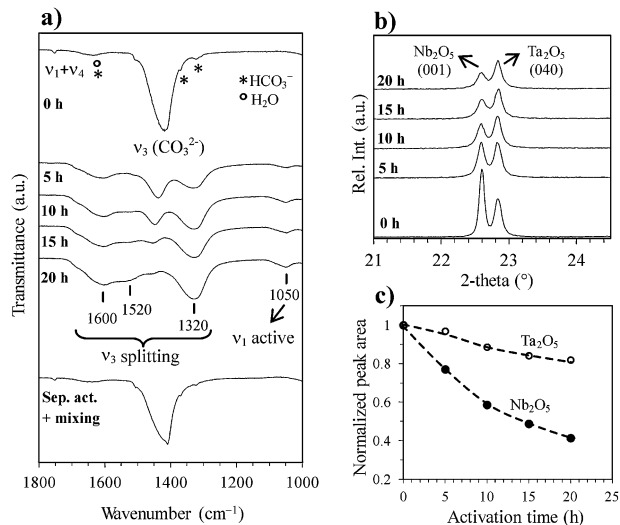 a)
ν1+ν4
*HCO3−
H2O
0 h
ν3 (CO32-)
5 h
10 h
15 h
20 h
1600
1520
1320
1050
ν1 active
ν3 splitting
Sep. act.
+ mixing
Transmittance (a.u.)
1800 1600 1400 1200 1000
Wavenumber (cm–1)
b)
Nb2O5
(001)
Ta2O5
(040)
20 h
15 h
10 h
5 h
0 h
Rel. Int. (a.u.)
21 22 23 24
2-theta (°)
c)
Ta2O5
Nb2O5
Normalized peak area
1
0.8
0.6
0.4
0.2
0 5 10 15 20 25
Activation time (h)